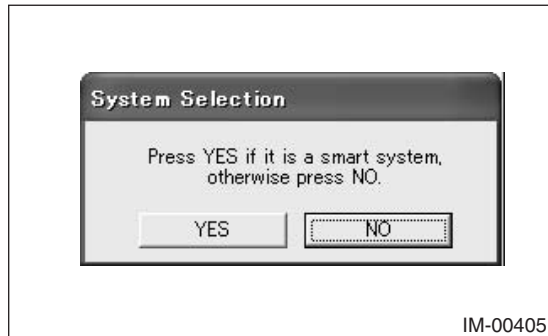 System Selection
Press YES if it is a smart system,
otherwise press NO.
YES NO
IM-00405